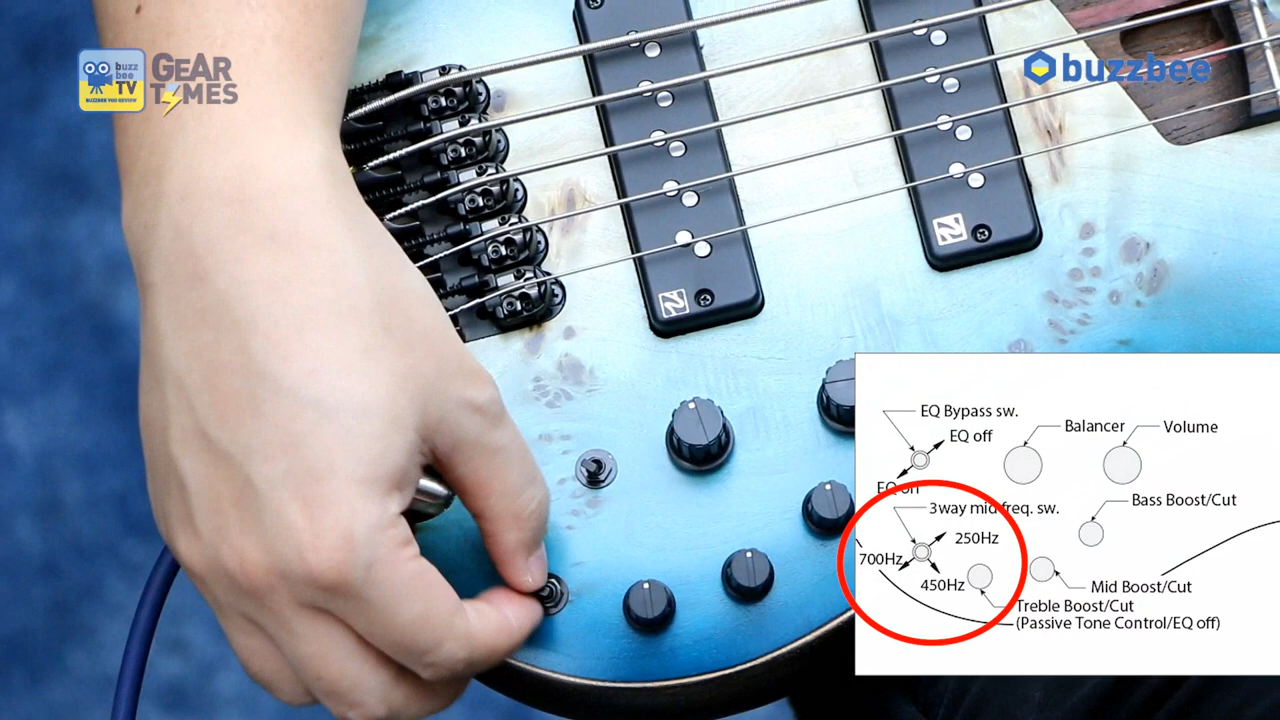 buzz
bee
TV
BUZZBEE YOU REVIEW
GEAR
T⚡MES
buzzbee
EQ Bypass sw.
EQ off
EQ on
Balancer
Volume
Bass Boost/Cut
3way mid freq. sw.
250Hz
700Hz
450Hz
Mid Boost/Cut
Treble Boost/Cut
(Passive Tone Control/EQ off)